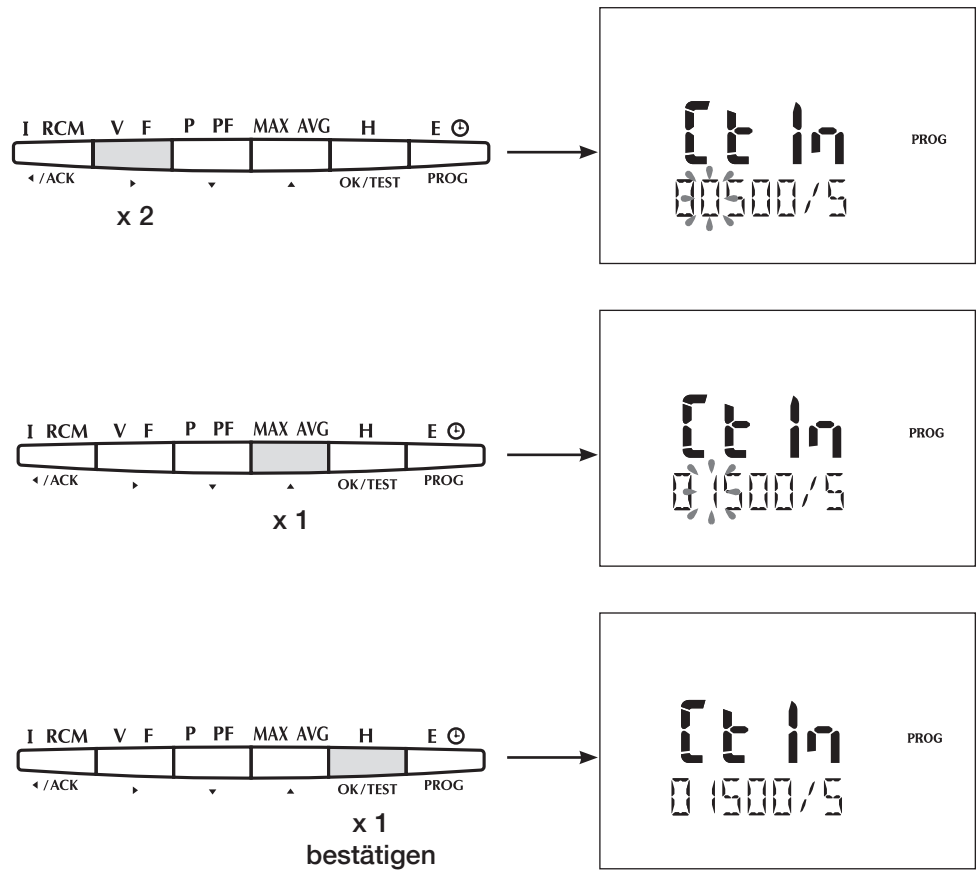 I RCM V F P PF MAX AVG H E
◂ /ACK ▸ ▾ ▴ OK/TEST PROG
x 2
Ct In PROG
00500/5
I RCM V F P PF MAX AVG H E
◂ /ACK ▸ ▾ ▴ OK/TEST PROG
x 1
Ct In PROG
01500/5
I RCM V F P PF MAX AVG H E
◂ /ACK ▸ ▾ ▴ OK/TEST PROG
x 1
bestätigen
Ct In PROG
01500/5